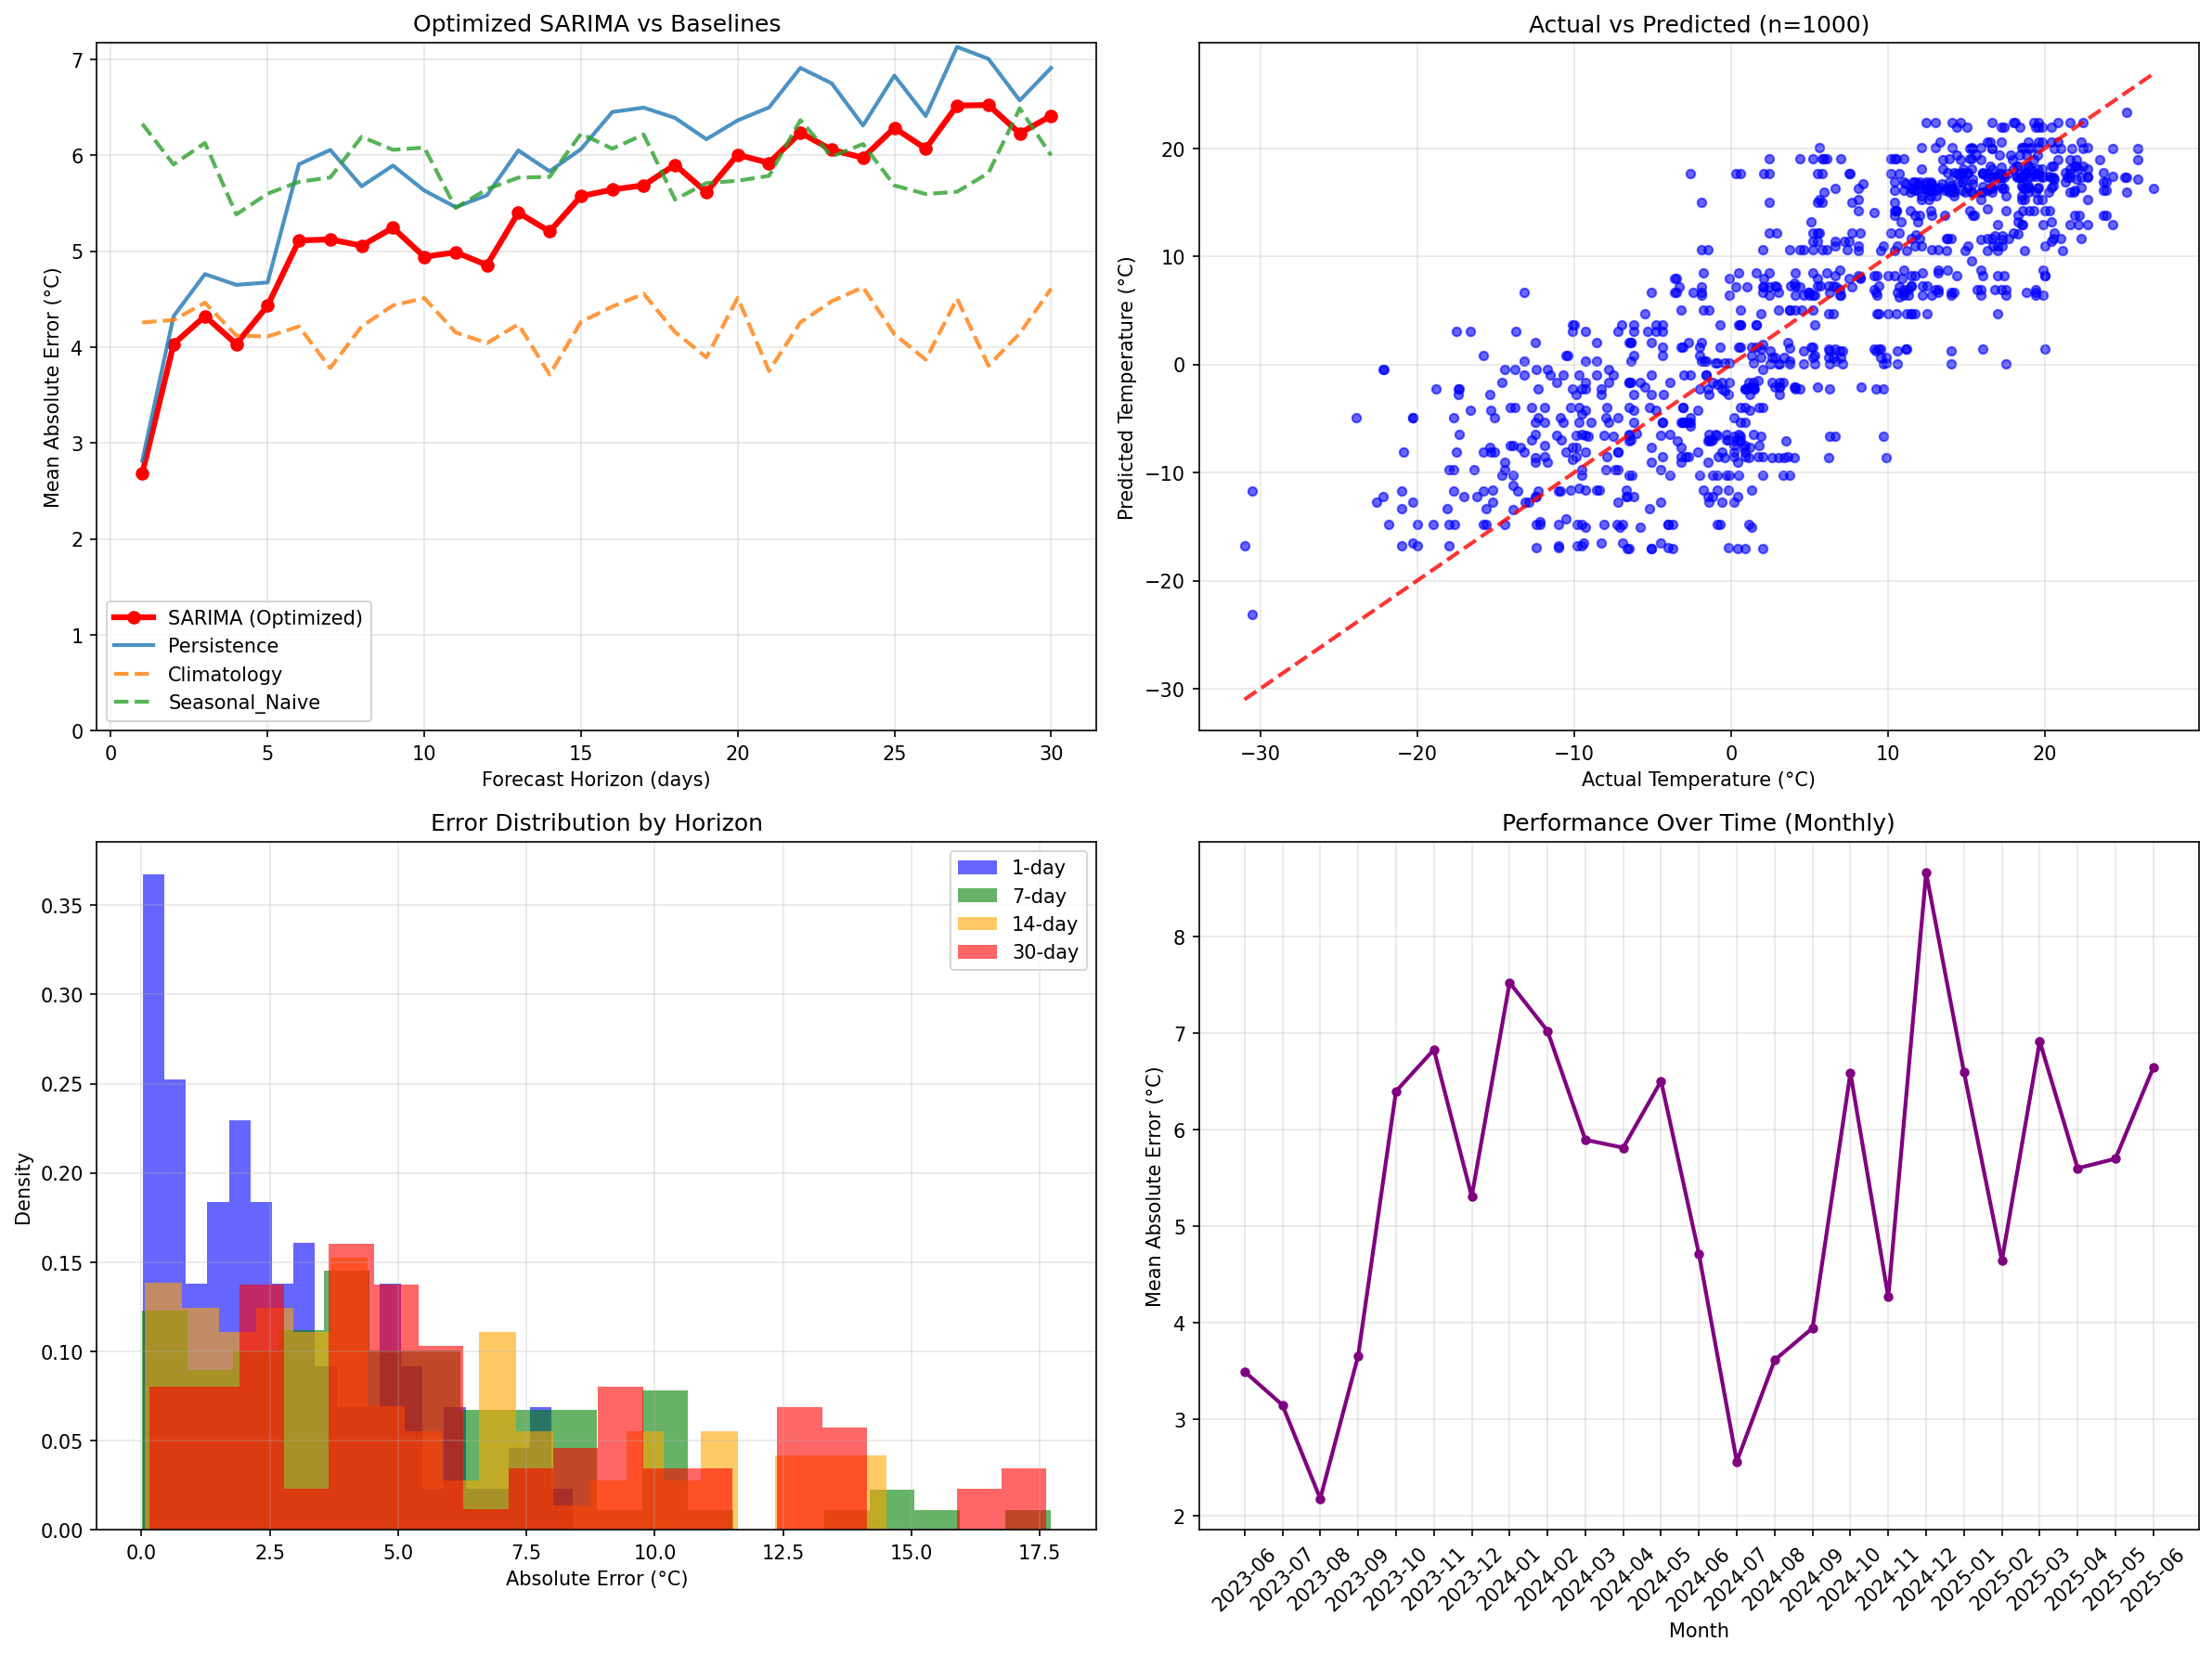 Optimized SARIMA vs Baselines
Mean Absolute Error (°C)
7
6
5
4
3
2
1
0
SARIMA (Optimized)
Persistence
Climatology
Seasonal_Naive
0 5 10 15 20 25 30
Forecast Horizon (days)
Actual vs Predicted (n=1000)
Predicted Temperature (°C)
20
10
0
−10
−20
−30
−30 −20 −10 0 10 20
Actual Temperature (°C)
Error Distribution by Horizon
Density
0.35
0.30
0.25
0.20
0.15
0.10
0.05
0.00
1-day
7-day
14-day
30-day
0.0 2.5 5.0 7.5 10.0 12.5 15.0 17.5
Absolute Error (°C)
Performance Over Time (Monthly)
Mean Absolute Error (°C)
8
7
6
5
4
3
2
2023-06
2023-07
2023-08
2023-09
2023-10
2023-11
2023-12
2024-01
2024-02
2024-03
2024-04
2024-05
2024-06
2024-07
2024-08
2024-09
2024-10
2024-11
2024-12
2025-01
2025-02
2025-03
2025-04
2025-05
2025-06
Month